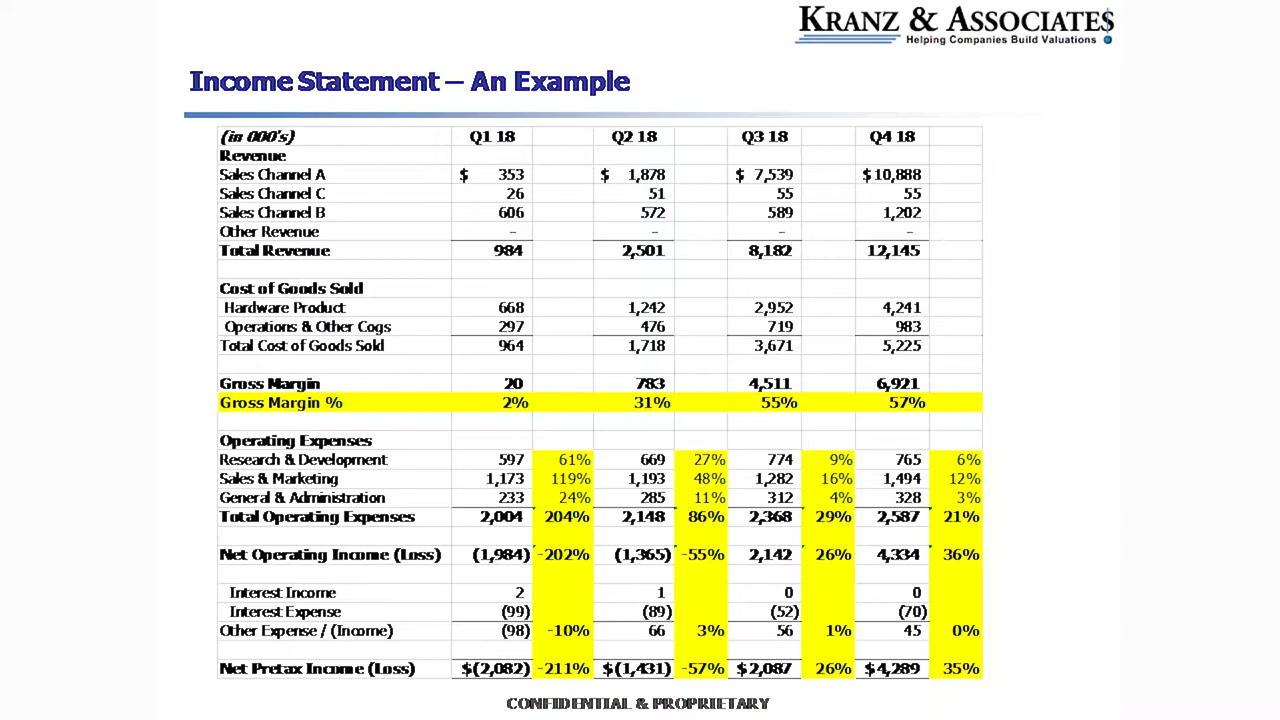 KRANZ & ASSOCIATES
Helping Companies Build Valuations
Income Statement – An Example
(in 000's) Q1 18 Q2 18 Q3 18 Q4 18
Revenue
Sales Channel A $ 353 $ 1,878 $ 7,539 $ 10,888
Sales Channel C 26 51 55 55
Sales Channel B 606 572 589 1,202
Other Revenue - - - -
Total Revenue 984 2,501 8,182 12,145
Cost of Goods Sold
Hardware Product 668 1,242 2,952 4,241
Operations & Other Cogs 297 476 719 983
Total Cost of Goods Sold 964 1,718 3,671 5,225
Gross Margin 20 783 4,511 6,921
Gross Margin % 2% 31% 55% 57%
Operating Expenses
Research & Development 597 61% 669 27% 774 9% 765 6%
Sales & Marketing 1,173 119% 1,193 48% 1,282 16% 1,494 12%
General & Administration 233 24% 285 11% 312 4% 328 3%
Total Operating Expenses 2,004 204% 2,148 86% 2,368 29% 2,587 21%
Net Operating Income (Loss) (1,984) -202% (1,365) -55% 2,142 26% 4,334 36%
Interest Income 2 1 0 0
Interest Expense (99) (89) (52) (70)
Other Expense / (Income) (98) -10% 66 3% 56 1% 45 0%
Net Pretax Income (Loss) $(2,082) -211% $(1,431) -57% $2,087 26% $4,289 35%
CONFIDENTIAL & PROPRIETARY